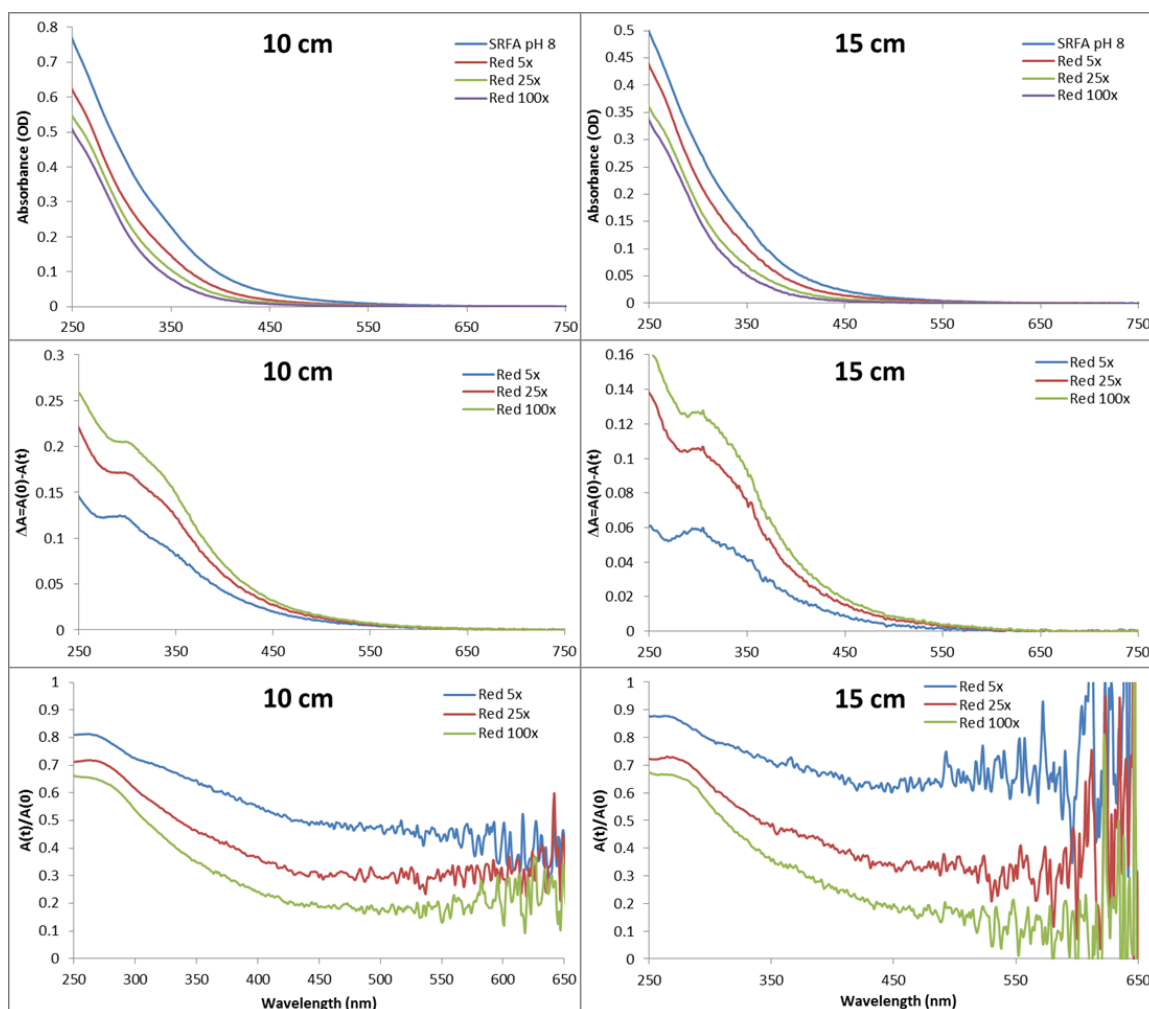 10 cm
SRFA pH 8
Red 5x
Red 25x
Red 100x
Absorbance (OD)
0.8
0.7
0.6
0.5
0.4
0.3
0.2
0.1
0
250 350 450 550 650 750
15 cm
SRFA pH 8
Red 5x
Red 25x
Red 100x
Absorbance (OD)
0.5
0.45
0.4
0.35
0.3
0.25
0.2
0.15
0.1
0.05
0
250 350 450 550 650 750
10 cm
Red 5x
Red 25x
Red 100x
ΔA=A(0)-A(t)
0.3
0.25
0.2
0.15
0.1
0.05
0
250 350 450 550 650 750
15 cm
Red 5x
Red 25x
Red 100x
ΔA=A(0)-A(t)
0.16
0.14
0.12
0.1
0.08
0.06
0.04
0.02
0
250 350 450 550 650 750
10 cm
Red 5x
Red 25x
Red 100x
A(t)/A(0)
1
0.9
0.8
0.7
0.6
0.5
0.4
0.3
0.2
0.1
0
250 300 350 400 450 500 550 600 650
Wavelength (nm)
15 cm
Red 5x
Red 25x
Red 100x
A(t)/A(0)
1
0.9
0.8
0.7
0.6
0.5
0.4
0.3
0.2
0.1
0
250 350 450 550 650
Wavelength (nm)